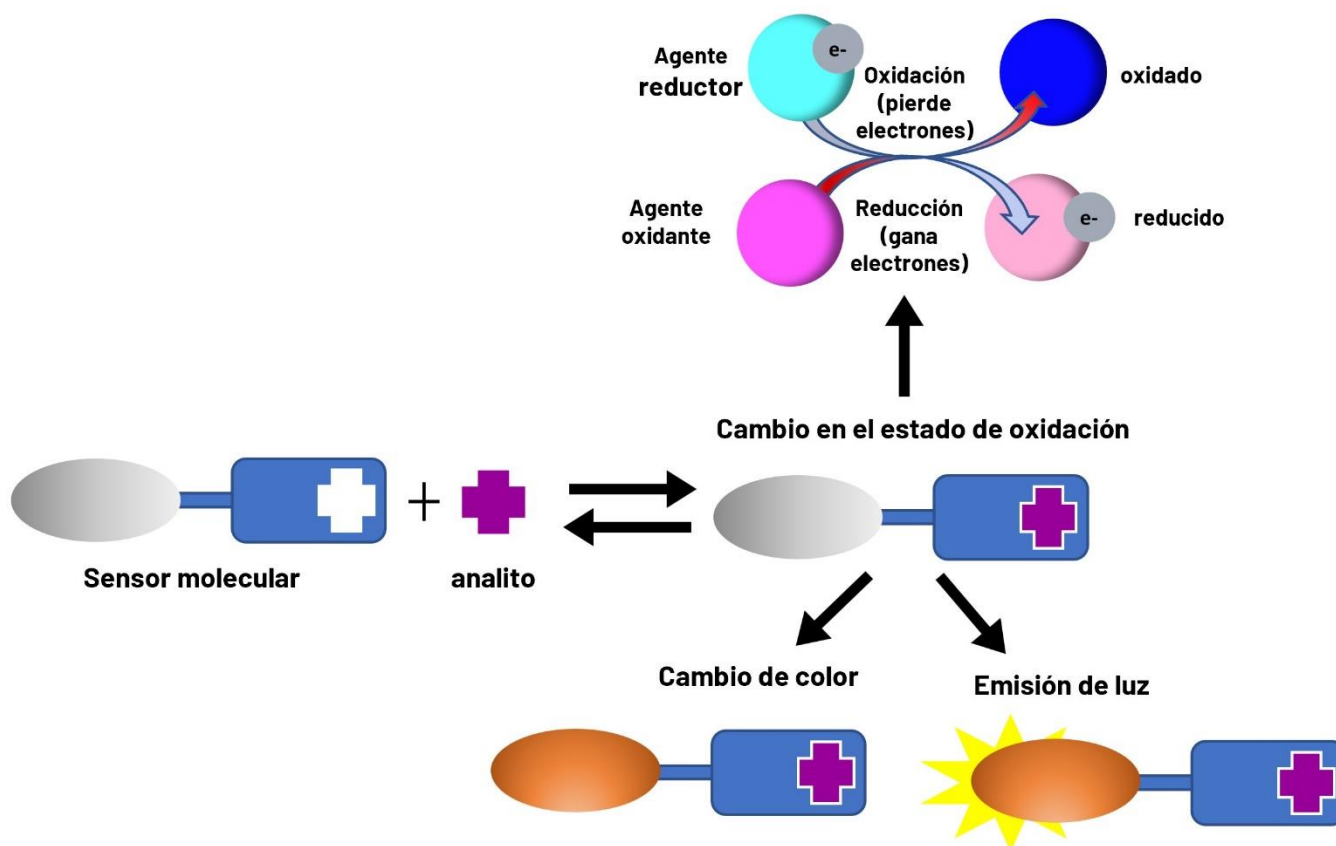 Agente
reductor
e-
Oxidación
(pierde
electrones)
oxidado
Agente
oxidante
Reducción
(gana
electrones)
e-
reducido
Cambio en el estado de oxidación
+
Sensor molecular
analito
Cambio de color
Emisión de luz